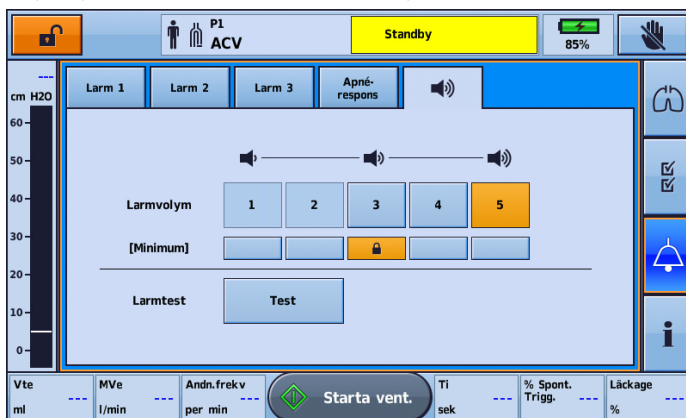 P1
ACV
Standby
85%
---
cm H2O
60
50
40
30
20
10
0
Larm 1
Larm 2
Larm 3
Apné-
respons
Larmvolym
1
2
3
4
5
[Minimum]
Larmtest
Test
Vte
---
ml
MVe
---
l/min
Andn.frekv
---
per min
Starta vent.
Ti
---
sek
% Spont.
Trigg.
---
Läckage
---
%